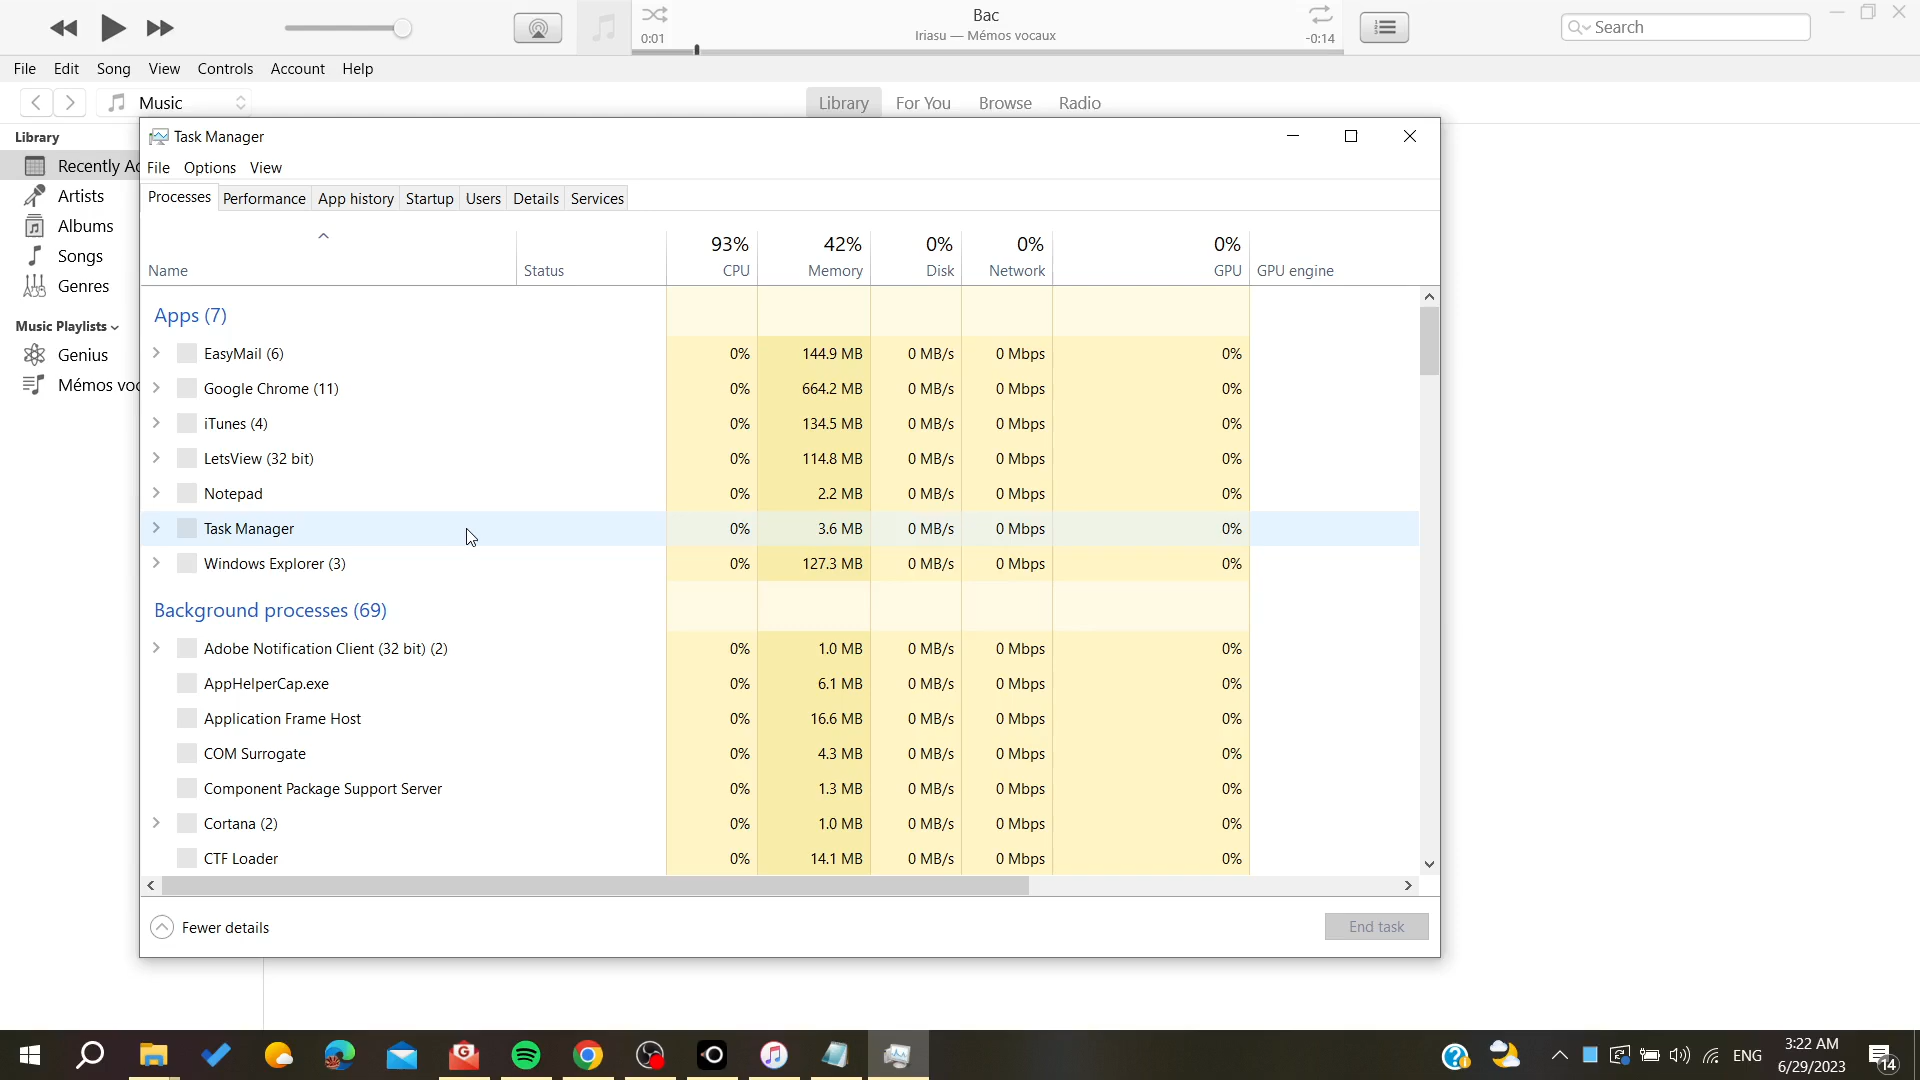 Bac
0:01
Iriasu — Mémos vocaux
-0:14
Search
File Edit Song View Controls Account Help
Music
Library For You Browse Radio
Library
Recently Ad
Artists
Albums
Songs
Genres
Music Playlists
Genius
Mémos voc
Task Manager
File Options View
Processes Performance App history Startup Users Details Services
93% 42% 0% 0% 0%
Name Status CPU Memory Disk Network GPU GPU engine
Apps (7)
EasyMail (6) 0% 144.9 MB 0 MB/s 0 Mbps 0%
Google Chrome (11) 0% 664.2 MB 0 MB/s 0 Mbps 0%
iTunes (4) 0% 134.5 MB 0 MB/s 0 Mbps 0%
LetsView (32 bit) 0% 114.8 MB 0 MB/s 0 Mbps 0%
Notepad 0% 2.2 MB 0 MB/s 0 Mbps 0%
Task Manager 0% 3.6 MB 0 MB/s 0 Mbps 0%
Windows Explorer (3) 0% 127.3 MB 0 MB/s 0 Mbps 0%
Background processes (69)
Adobe Notification Client (32 bit) (2) 0% 1.0 MB 0 MB/s 0 Mbps 0%
AppHelperCap.exe 0% 6.1 MB 0 MB/s 0 Mbps 0%
Application Frame Host 0% 16.6 MB 0 MB/s 0 Mbps 0%
COM Surrogate 0% 4.3 MB 0 MB/s 0 Mbps 0%
Component Package Support Server 0% 1.3 MB 0 MB/s 0 Mbps 0%
Cortana (2) 0% 1.0 MB 0 MB/s 0 Mbps 0%
CTF Loader 0% 14.1 MB 0 MB/s 0 Mbps 0%
Fewer details
End task
ENG
3:22 AM
6/29/2023
14